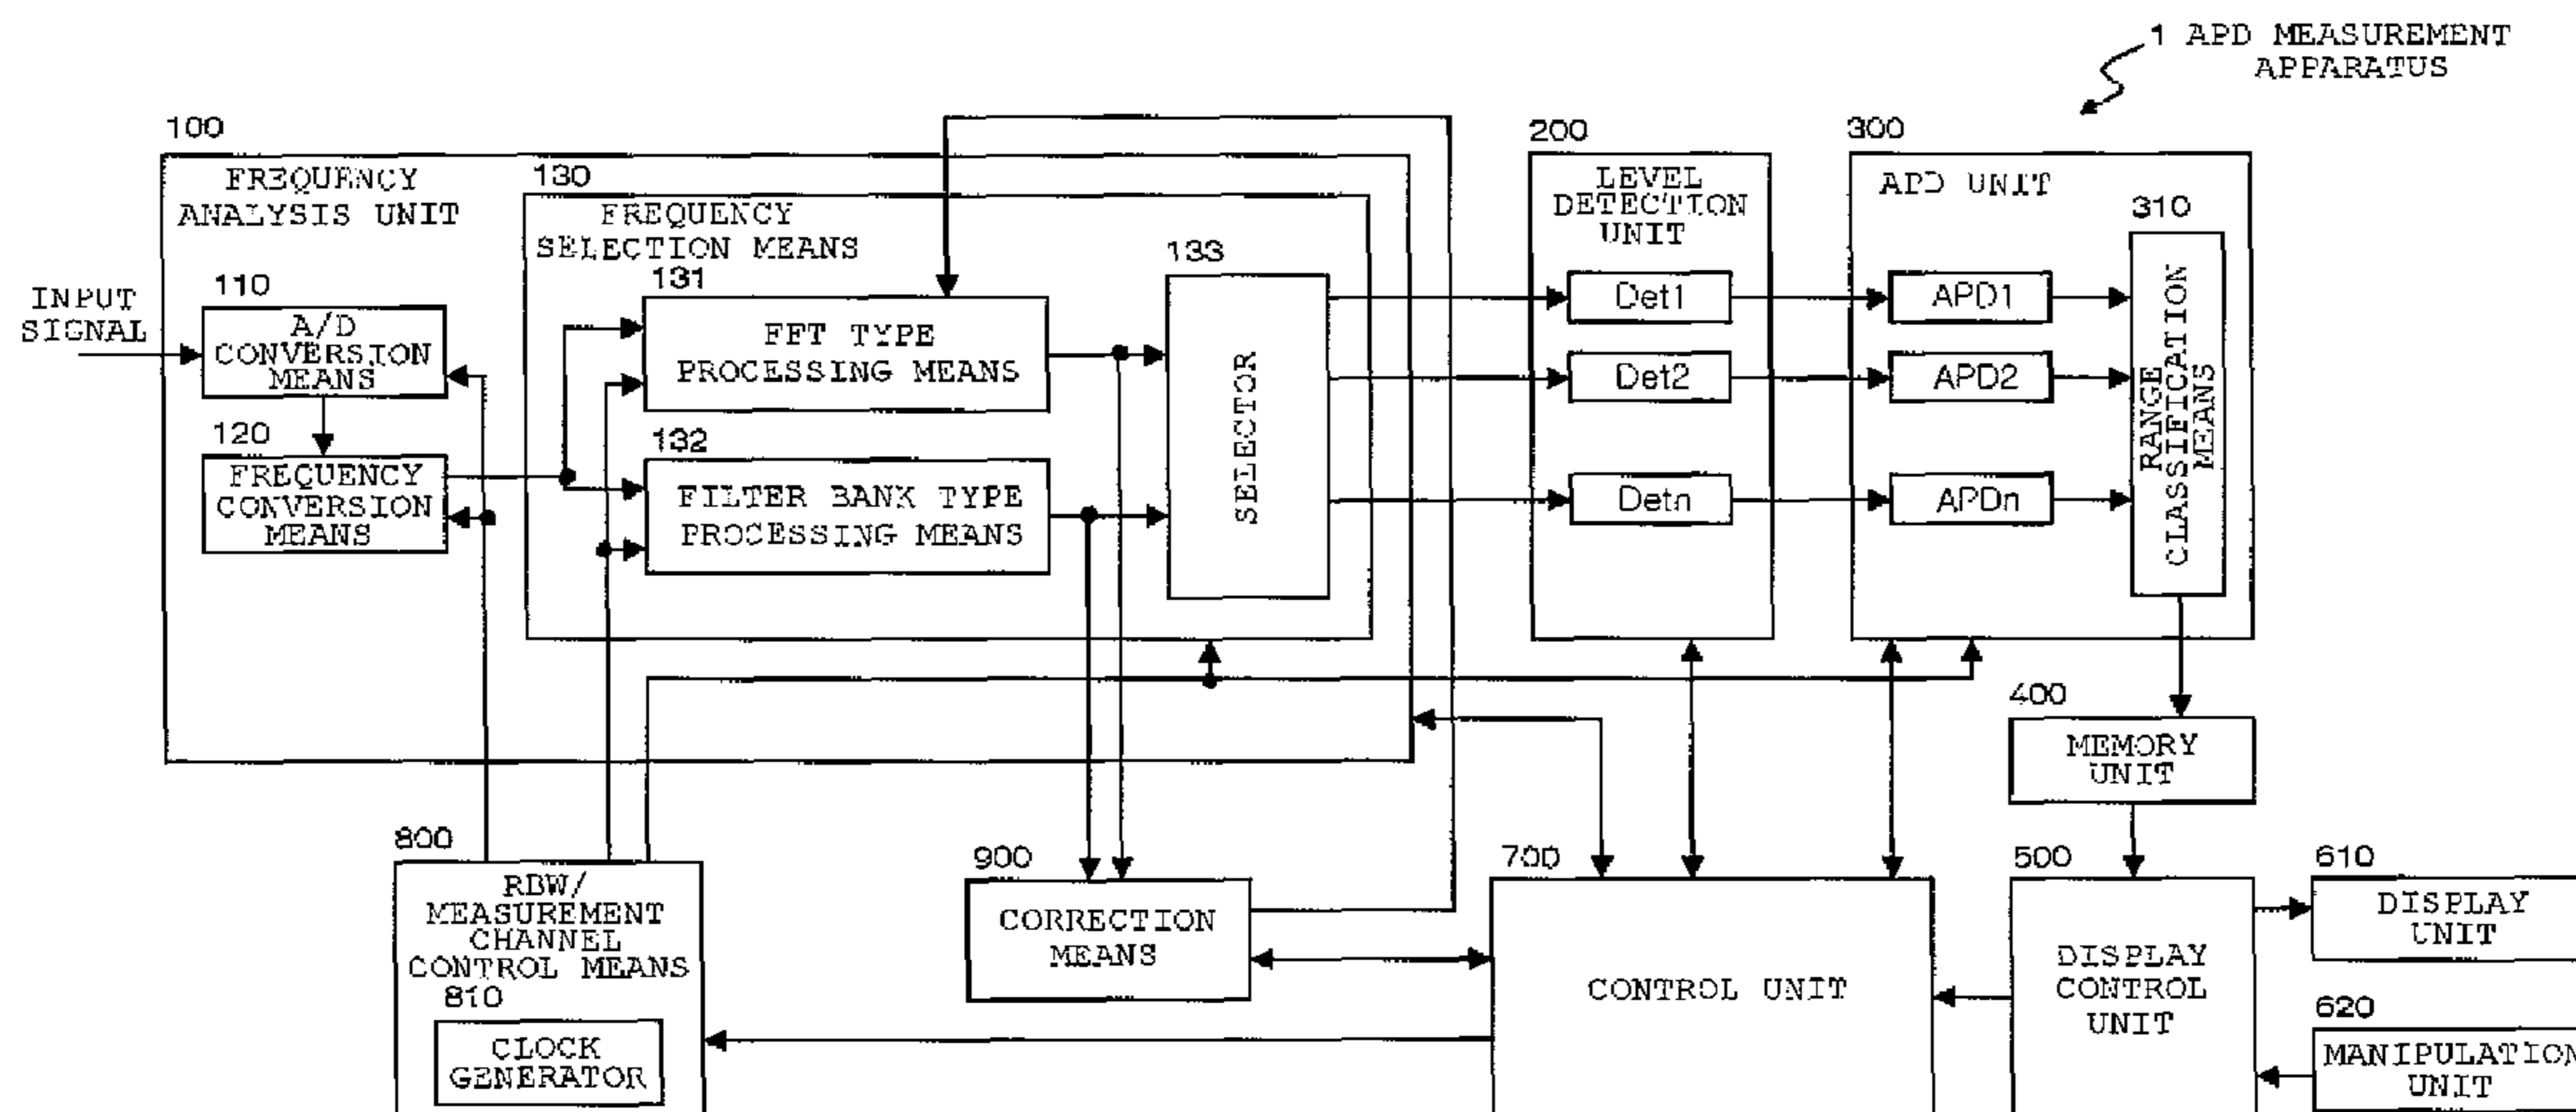 1 APD MEASUREMENT
APPARATUS
100
FREQUENCY
ANALYSIS UNIT
130
FREQUENCY
SELECTION MEANS
INPUT
SIGNAL
110
A/D
CONVERSION
MEANS
120
FREQUENCY
CONVERSION
MEANS
131
FFT TYPE
PROCESSING MEANS
132
FILTER BANK TYPE
PROCESSING MEANS
133
SELECTOR
200
LEVEL
DETECTION
UNIT
Det1
Det2
Detn
300
APD UNIT
APD1
APD2
APDn
310
RANGE
CLASSIFICATION
MEANS
400
MEMORY
UNIT
800
RBW/
MEASUREMENT
CHANNEL
CONTROL MEANS
810
CLOCK
GENERATOR
900
CORRECTION
MEANS
700
CONTROL UNIT
500
DISPLAY
CONTROL
UNIT
610
DISPLAY
UNIT
620
MANIPULATION
UNIT